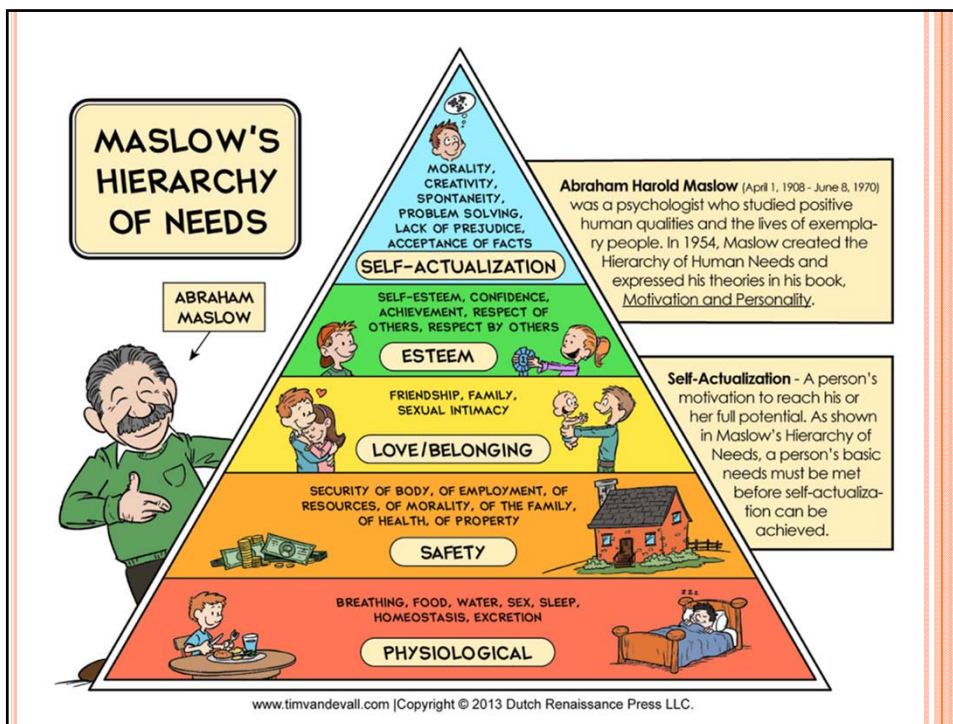 MASLOW'S
HIERARCHY
OF NEEDS
ABRAHAM
MASLOW
MORALITY,
CREATIVITY,
SPONTANEITY,
PROBLEM SOLVING,
LACK OF PREJUDICE,
ACCEPTANCE OF FACTS
SELF-ACTUALIZATION
SELF-ESTEEM, CONFIDENCE,
ACHIEVEMENT, RESPECT OF
OTHERS, RESPECT BY OTHERS
ESTEEM
FRIENDSHIP, FAMILY,
SEXUAL INTIMACY
LOVE/BELONGING
SECURITY OF BODY, OF EMPLOYMENT, OF
RESOURCES, OF MORALITY, OF THE FAMILY,
OF HEALTH, OF PROPERTY
SAFETY
BREATHING, FOOD, WATER, SEX, SLEEP,
HOMEOSTASIS, EXCRETION
PHYSIOLOGICAL
zzz
Abraham Harold Maslow (April 1, 1908 - June 8, 1970)
was a psychologist who studied positive
human qualities and the lives of exempla-
ry people. In 1954, Maslow created the
Hierarchy of Human Needs and
expressed his theories in his book,
Motivation and Personality.
Self-Actualization - A person's
motivation to reach his or
her full potential. As shown
in Maslow's Hierarchy of
Needs, a person's basic
needs must be met
before self-actualiza-
tion can be
achieved.
www.timvandevall.com |Copyright © 2013 Dutch Renaissance Press LLC.